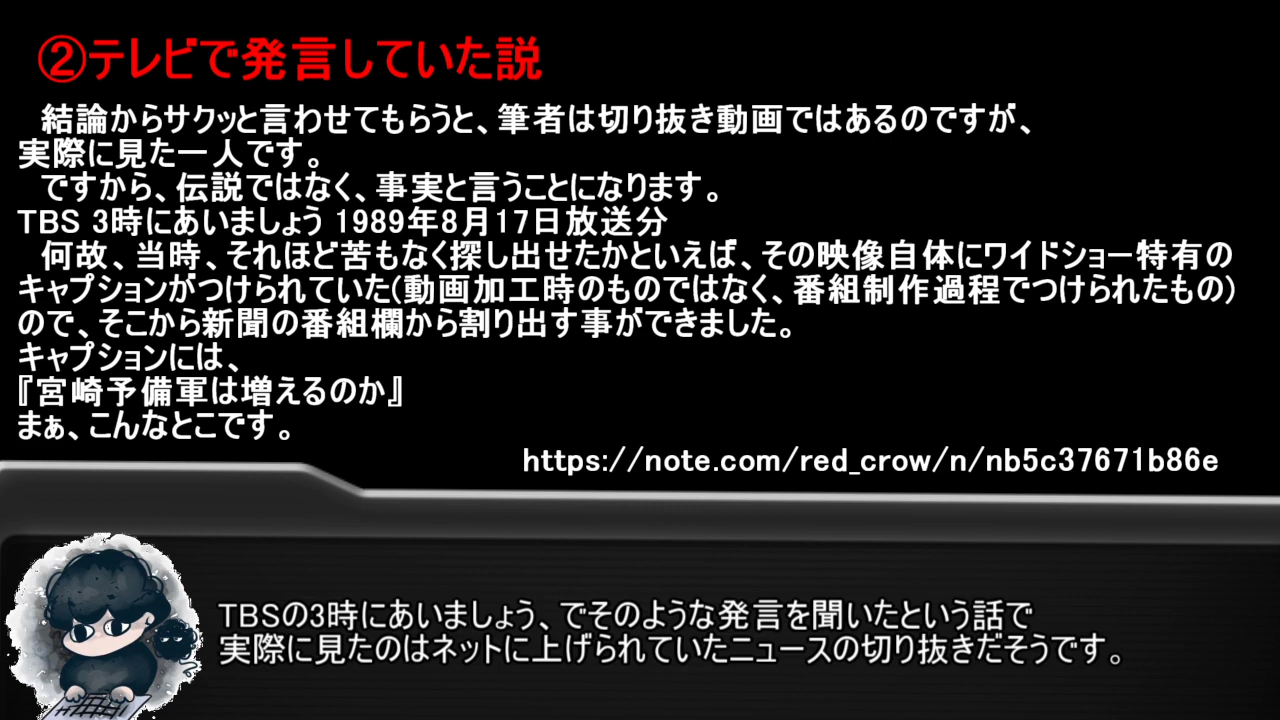 ②テレビで発言していた説
結論からサクッと言わせてもらうと、筆者は切り抜き動画ではあるのですが、
実際に見た一人です。
ですから、伝説ではなく、事実と言うことになります。
TBS 3時にあいましょう 1989年8月17日放送分
何故、当時、それほど苦もなく探し出せたかといえば、その映像自体にワイドショー特有の
キャプションがつけられていた(動画加工時のものではなく、番組制作過程でつけられたもの)
ので、そこから新聞の番組欄から割り出す事ができました。
キャプションには、
『宮崎予備軍は増えるのか』
まぁ、こんなとこです。
https://note.com/red_crow/n/nb5c37671b86e
TBSの3時にあいましょう、でそのような発言を聞いたという話で
実際に見たのはネットに上げられていたニュースの切り抜きだそうです。